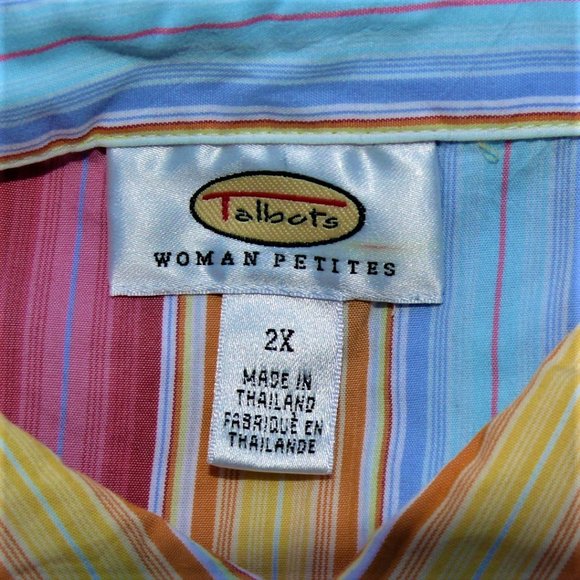 Talbots
WOMAN PETITES
2X
MADE IN
THAILAND
FABRIQUÉ EN
THAILANDE